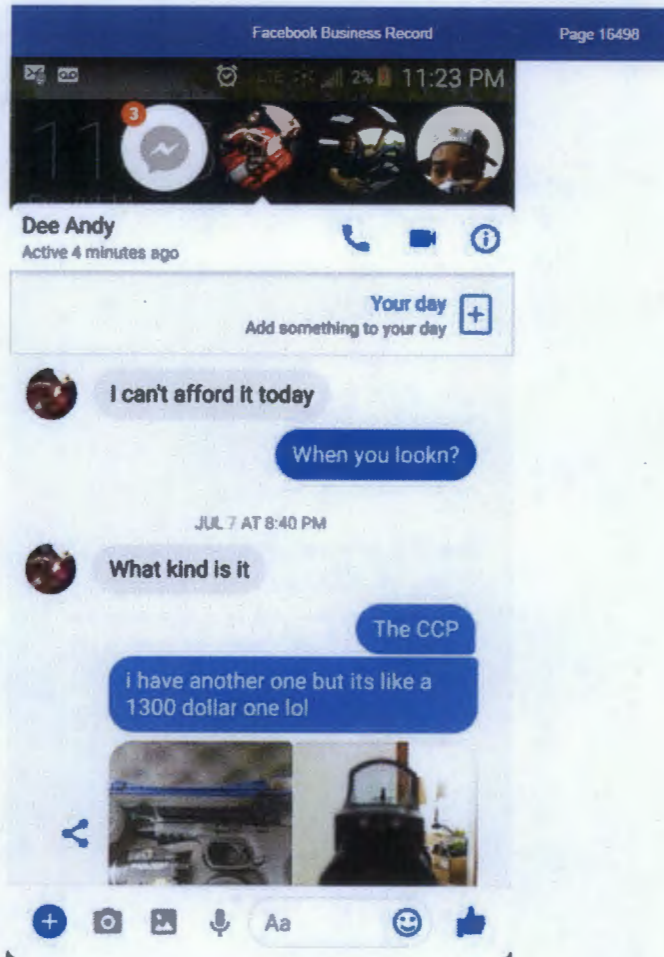 Facebook Business Record Page 16498
2% 11:23 PM
3
Dee Andy
Active 4 minutes ago
Your day
Add something to your day
I can't afford it today
When you lookn?
JUL 7 AT 8:40 PM
What kind is it
The CCP
i have another one but its like a
1300 dollar one lol
Aa